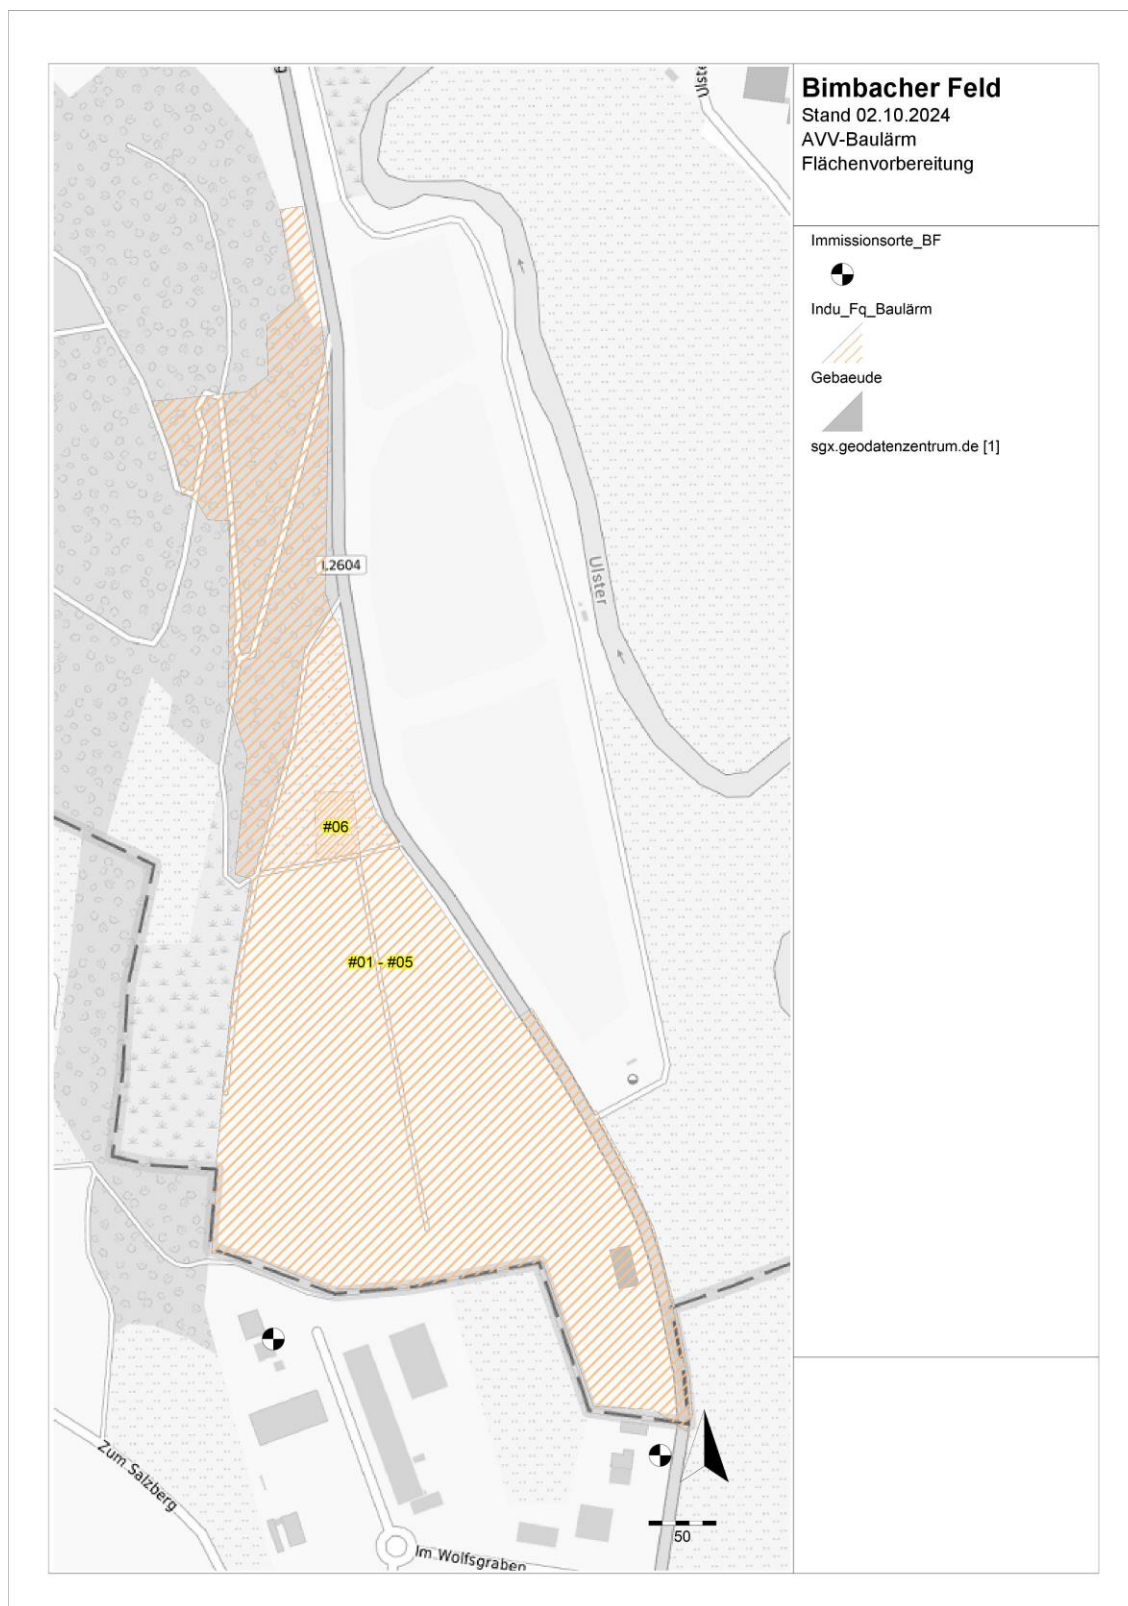 Bimbacher Feld
Stand 02.10.2024
AVV-Baulärm
Flächenvorbereitung
Immissionsorte_BF
Indu_Fq_Baulärm
Gebaeude
sgx.geodatenzentrum.de [1]
L2604
Ulster
#06
#01 - #05
Zum Salzberg
Im Wolfsgraben
50